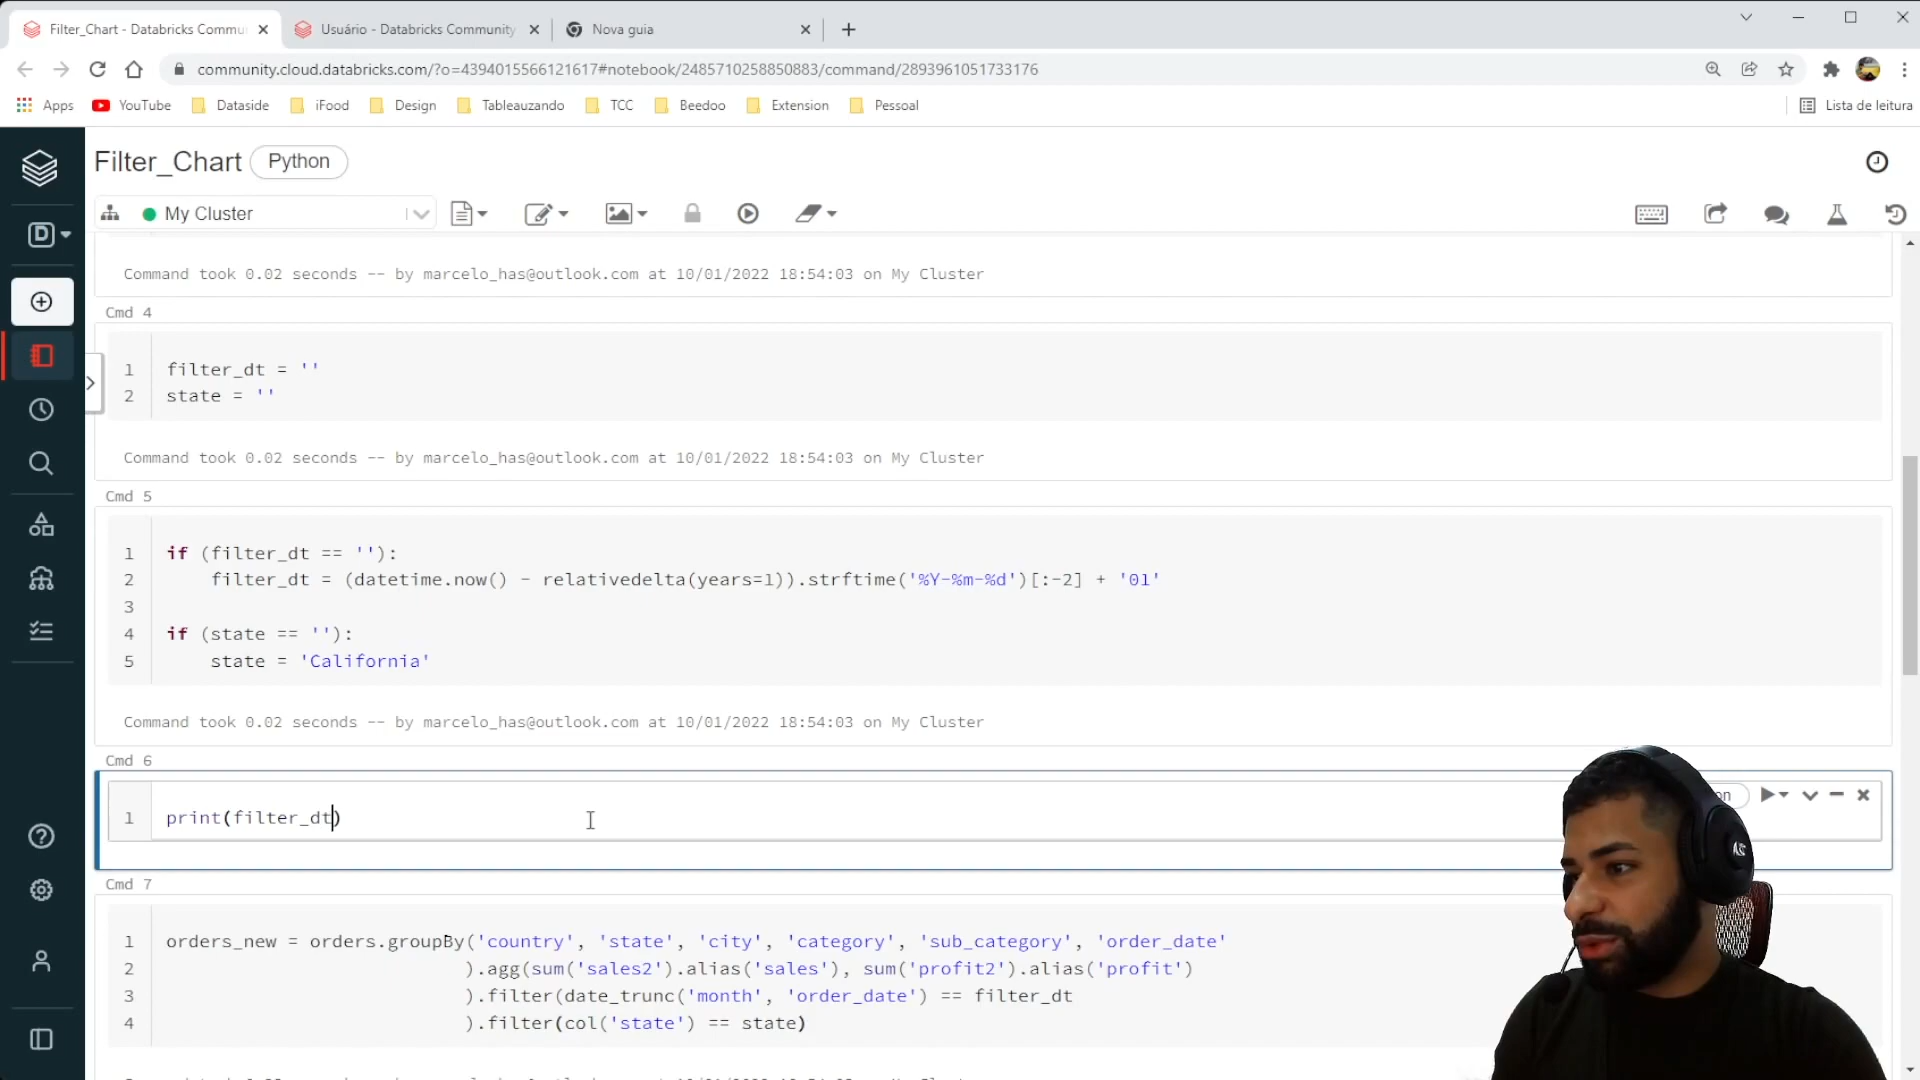 Filter_Chart - Databricks Commu
Usuário - Databricks Community
Nova guia
community.cloud.databricks.com/?o=4394015566121617#notebook/2485710258850883/command/2893961051733176
Apps
YouTube
Dataside
iFood
Design
Tableauzando
TCC
Beedoo
Extension
Pessoal
Lista de leitura
Filter_Chart
Python
My Cluster
D
Command took 0.02 seconds -- by marcelo_has@outlook.com at 10/01/2022 18:54:03 on My Cluster
Cmd 4
1 filter_dt = ''
2 state = ''
Command took 0.02 seconds -- by marcelo_has@outlook.com at 10/01/2022 18:54:03 on My Cluster
Cmd 5
1 if (filter_dt == ''):
2 filter_dt = (datetime.now() - relativedelta(years=1)).strftime('%Y-%m-%d')[:-2] + '01'
3
4 if (state == ''):
5 state = 'California'
Command took 0.02 seconds -- by marcelo_has@outlook.com at 10/01/2022 18:54:03 on My Cluster
Cmd 6
on
1 print(filter_dt)
Cmd 7
1 orders_new = orders.groupBy('country', 'state', 'city', 'category', 'sub_category', 'order_date'
2 ).agg(sum('sales2').alias('sales'), sum('profit2').alias('profit')
3 ).filter(date_trunc('month', 'order_date') == filter_dt
4 ).filter(col('state') == state)